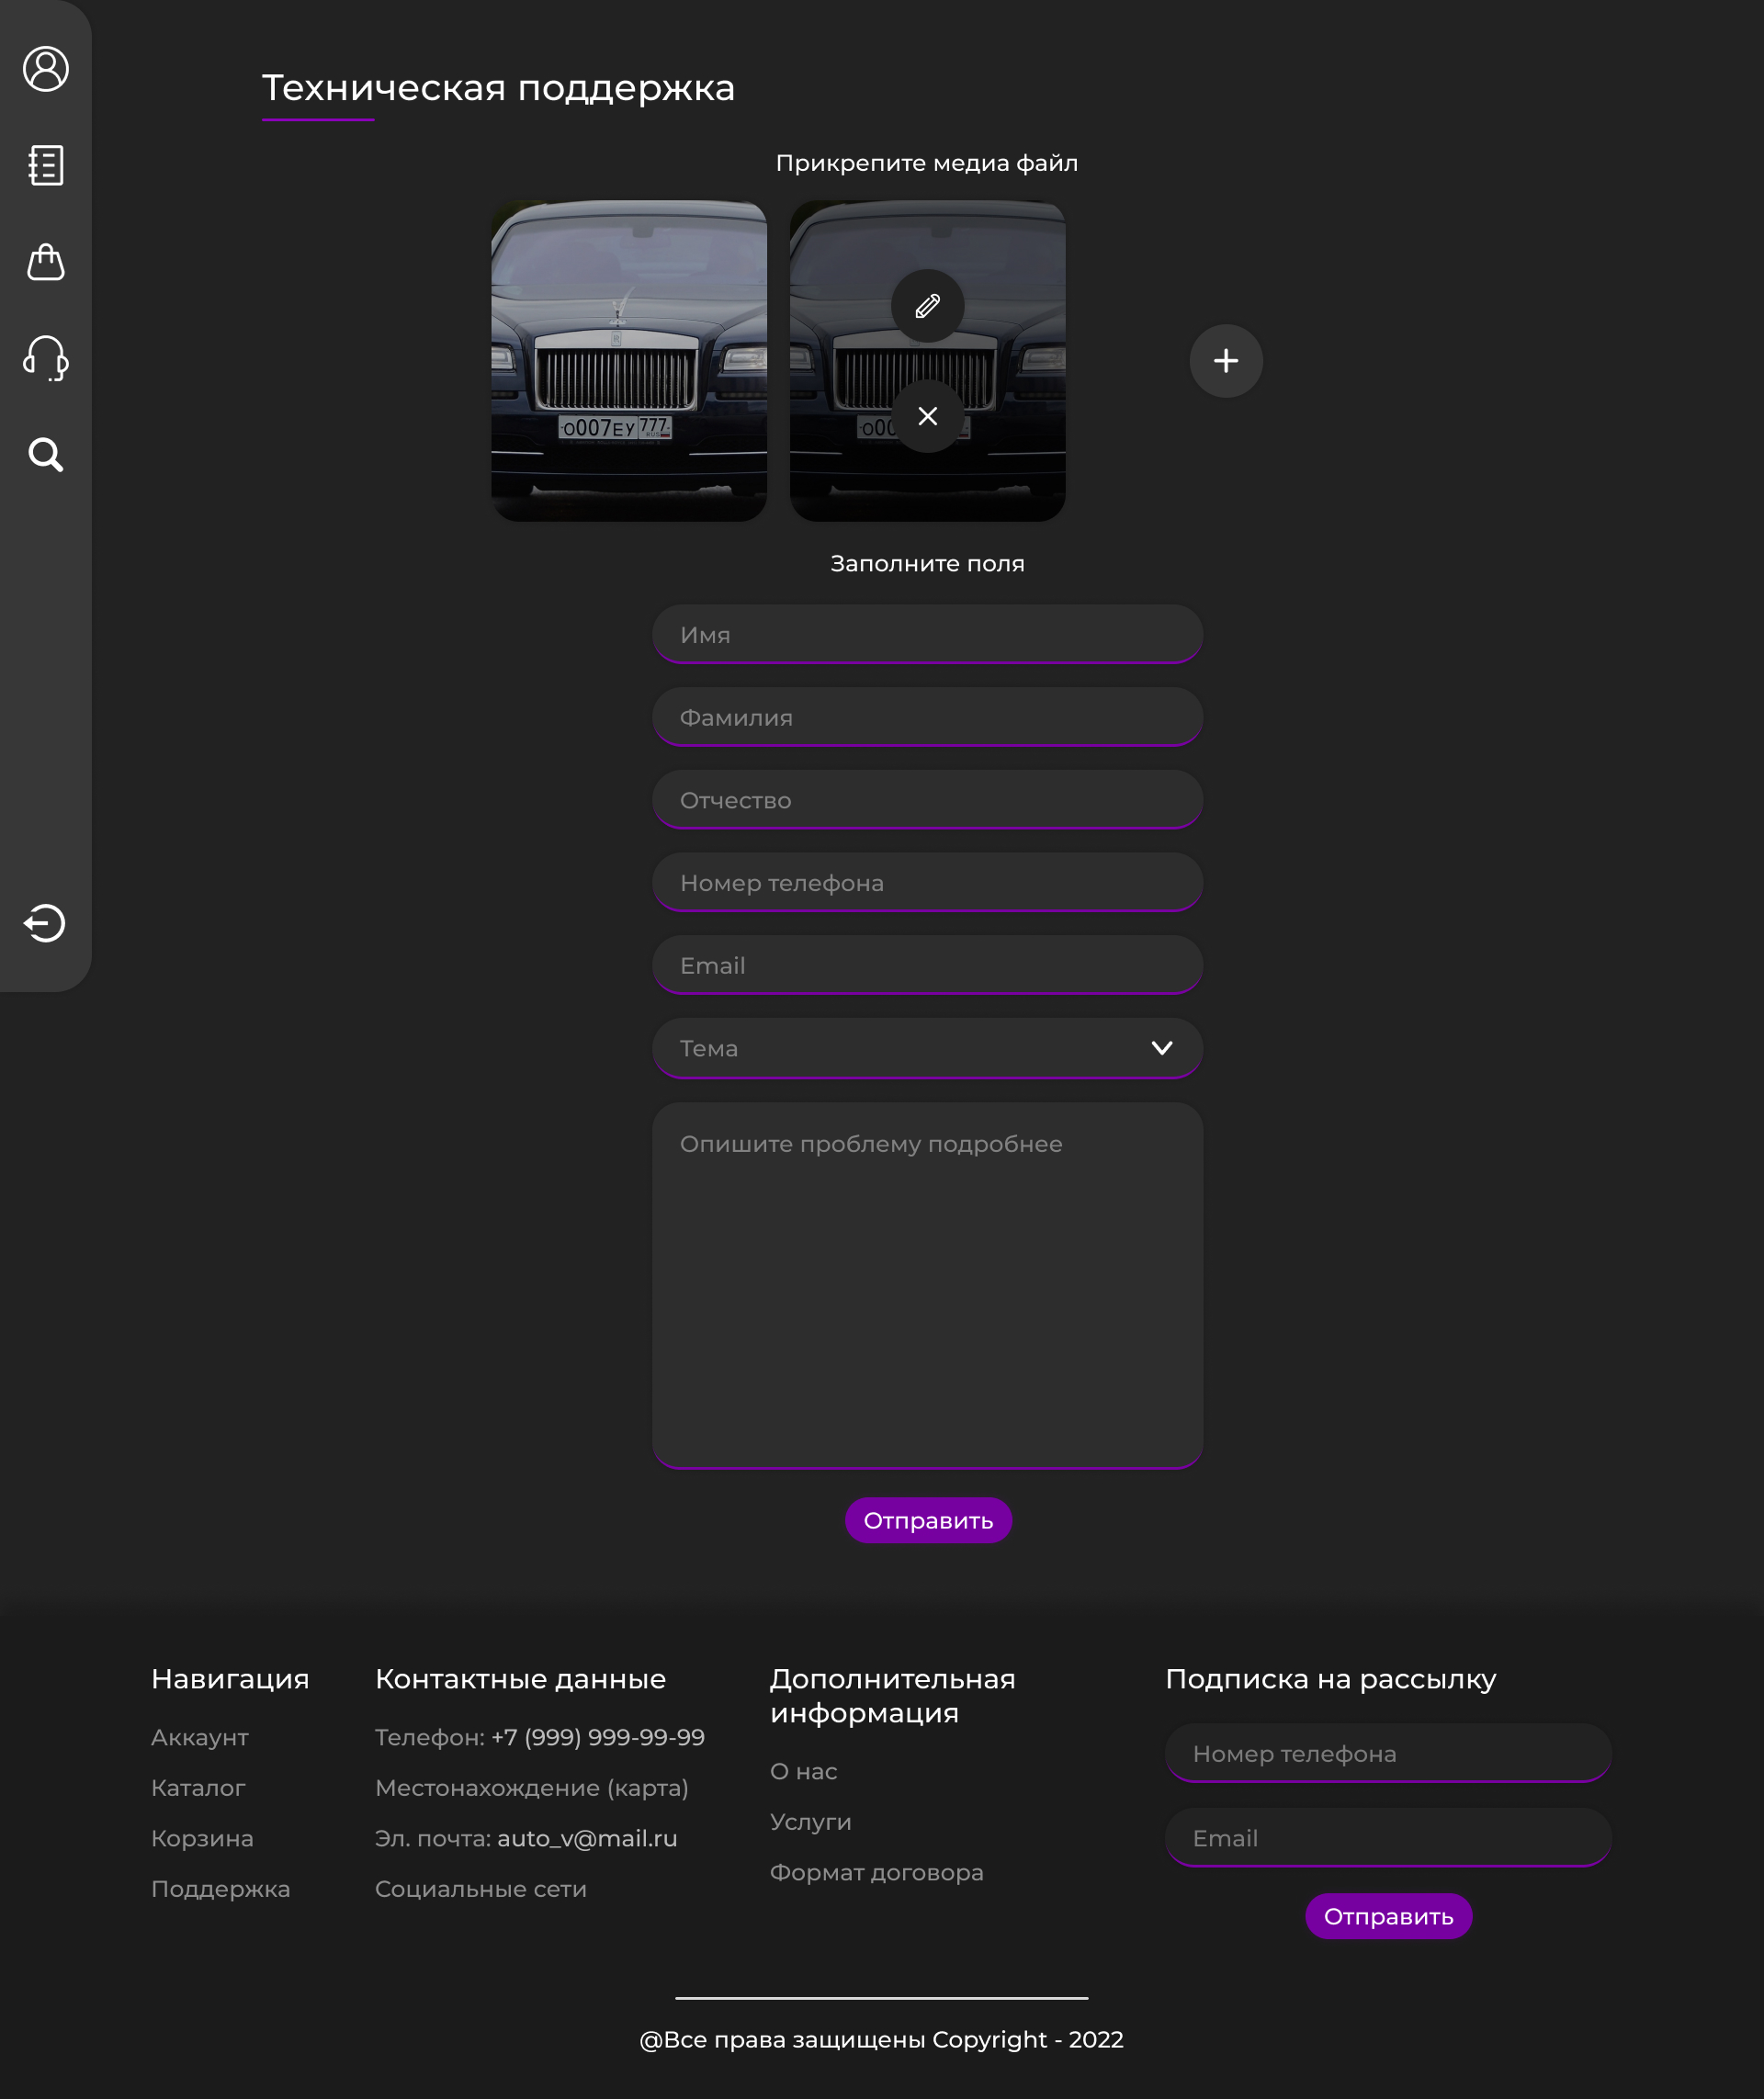 Техническая поддержка
Прикрепите медиа файл
О007ЕУ 777 RUS
О00
Заполните поля
Имя
Фамилия
Отчество
Номер телефона
Email
Тема
Опишите проблему подробнее
Отправить
Навигация
Аккаунт
Каталог
Корзина
Поддержка
Контактные данные
Телефон: +7 (999) 999-99-99
Местонахождение (карта)
Эл. почта: auto_v@mail.ru
Социальные сети
Дополнительная
информация
О нас
Услуги
Формат договора
Подписка на рассылку
Номер телефона
Email
Отправить
@Все права защищены Copyright - 2022